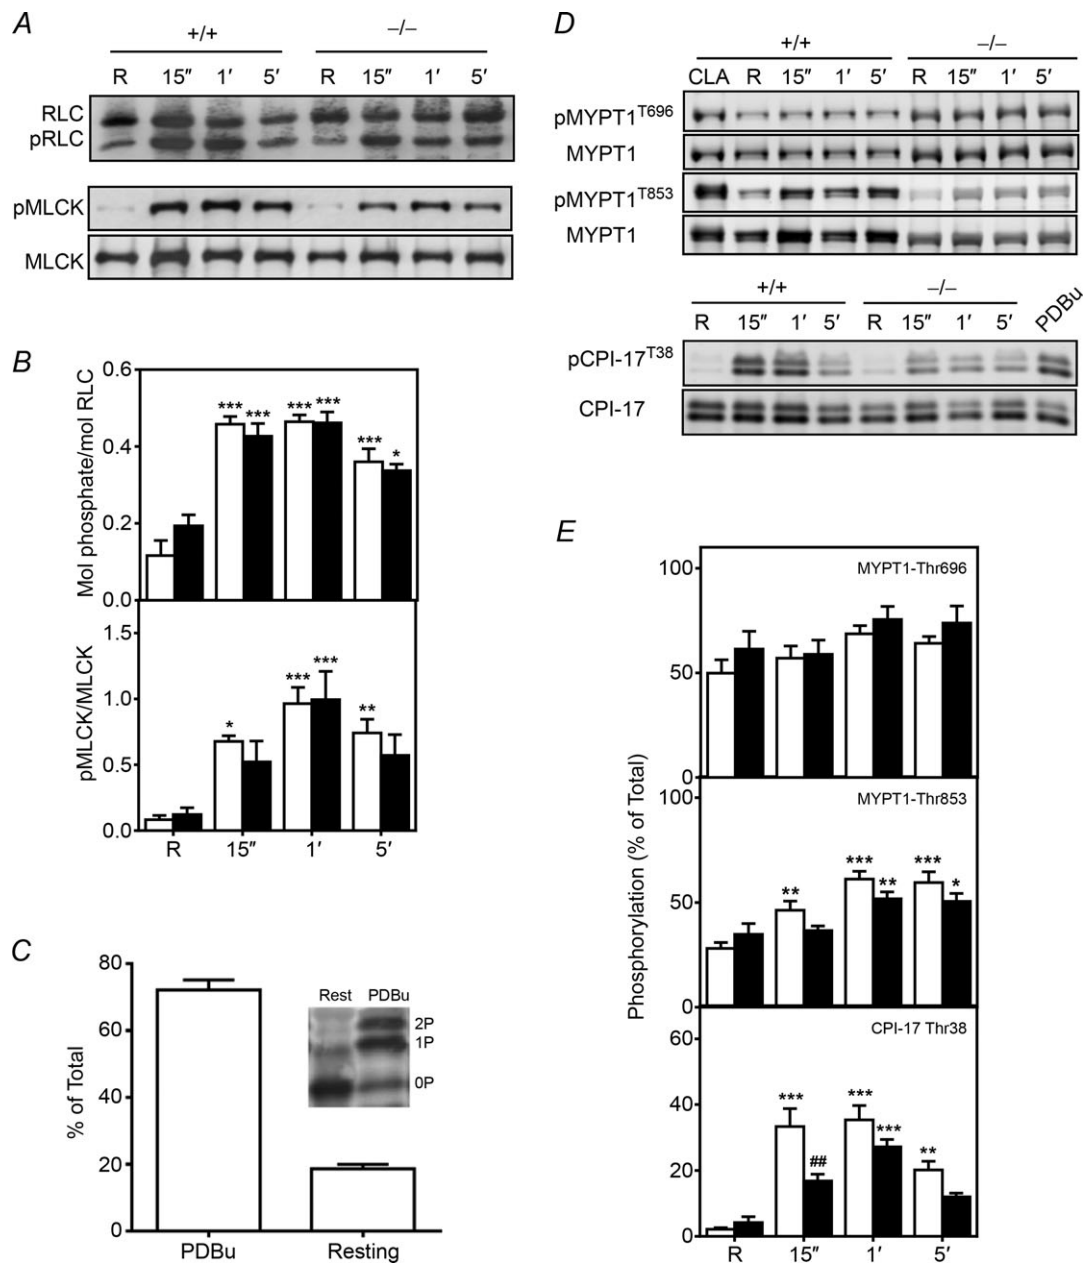 A
+/+ –/–
R 15″ 1′ 5′ R 15″ 1′ 5′
RLC
pRLC
pMLCK
MLCK
B
Mol phosphate/mol RLC
0.6
0.4
0.2
0.0
*** *** *** *** *** *
pMLCK/MLCK
1.5
1.0
0.5
0.0
* *** *** **
R 15″ 1′ 5′
C
% of Total
80
60
40
20
0
Rest PDBu
2P
1P
0P
PDBu Resting
D
+/+ –/–
CLA R 15″ 1′ 5′ R 15″ 1′ 5′
pMYPT1T696
MYPT1
pMYPT1T853
MYPT1
+/+ –/–
R 15″ 1′ 5′ R 15″ 1′ 5′ PDBu
pCPI-17T38
CPI-17
E
Phosphorylation (% of Total)
MYPT1-Thr696
100
50
0
MYPT1-Thr853
100
50
0
** *** ** *** *
CPI-17 Thr38
60
40
20
0
*** ## *** *** **
R 15″ 1′ 5′